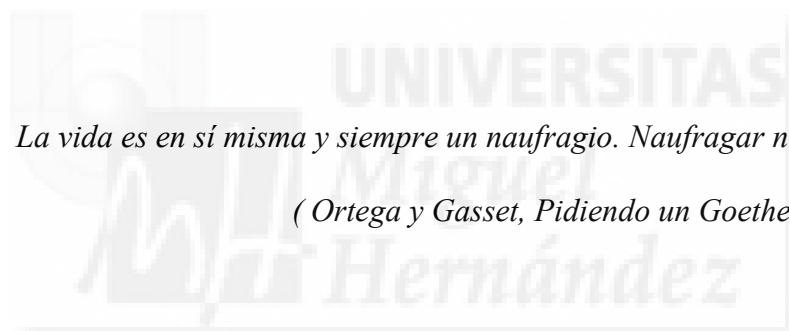 UNIVERSITAS
La vida es en sí misma y siempre un naufragio. Naufragar n
Miguel
( Ortega y Gasset, Pidiendo un Goethe
Hernández